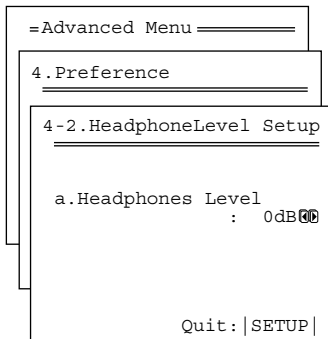 Advanced Menu
4.Preference
4-2.HeadphoneLevel Setup
a.Headphones Level
: 0dB
Quit:|SETUP|